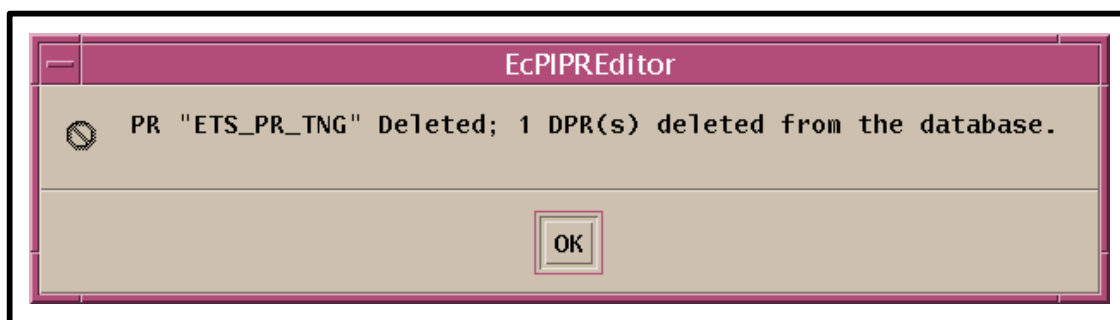 EcPlPREditor
PR "ETS_PR_TNG" Deleted; 1 DPR(s) deleted from the database.
OK